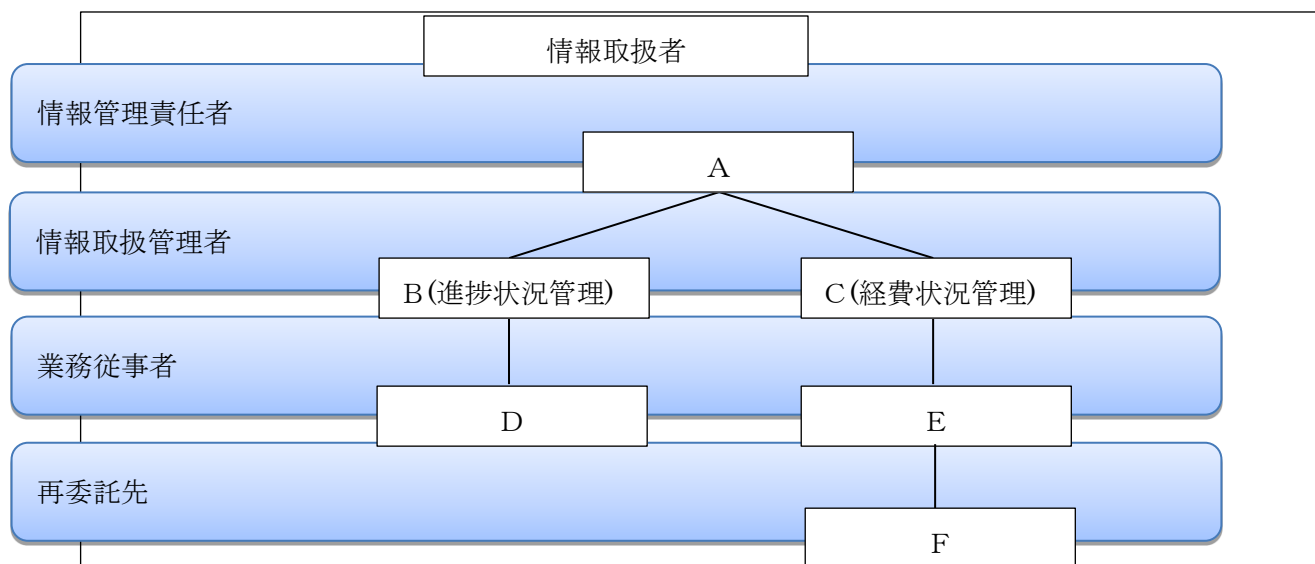 情報取扱者
情報管理責任者
Ａ
情報取扱管理者
Ｂ(進捗状況管理)
Ｃ(経費状況管理)
業務従事者
Ｄ
Ｅ
再委託先
Ｆ